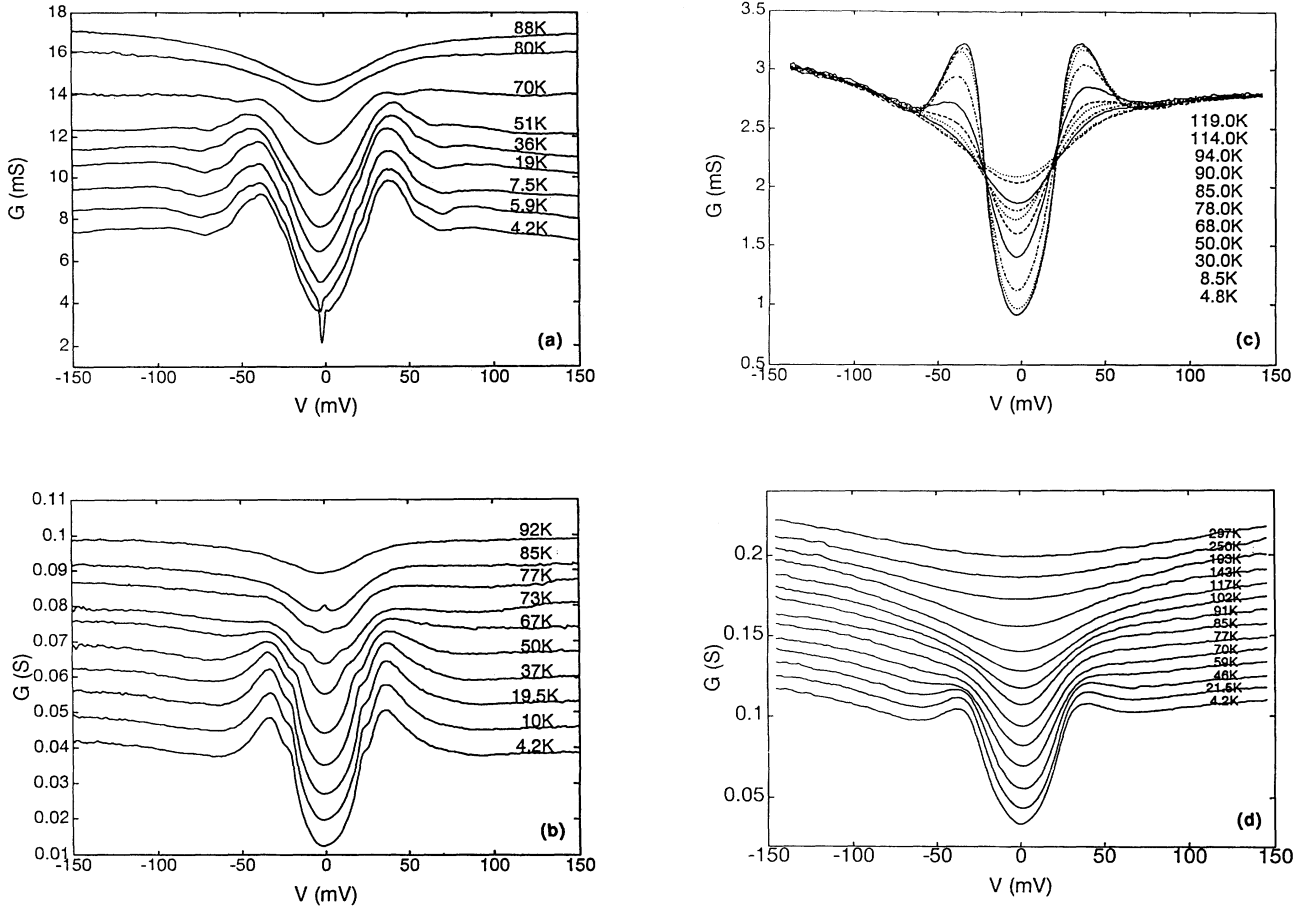 18
16
14
12
10
8
6
4
2
G (mS)
88K
80K
70K
51K
36K
19K
7.5K
5.9K
4.2K
(a)
-150 -100 -50 0 50 100 150
V (mV)
3.5
3
2.5
2
1.5
1
0.5
G (mS)
119.0K
114.0K
94.0K
90.0K
85.0K
78.0K
68.0K
50.0K
30.0K
8.5K
4.8K
(c)
-150 -100 -50 0 50 100 150
V (mV)
0.11
0.1
0.09
0.08
0.07
0.06
0.05
0.04
0.03
0.02
0.01
G (S)
92K
85K
77K
73K
67K
50K
37K
19.5K
10K
4.2K
(b)
-150 -100 -50 0 50 100 150
V (mV)
0.2
0.15
0.1
0.05
G (S)
297K
250K
193K
143K
117K
102K
91K
85K
77K
70K
59K
46K
21.5K
4.2K
(d)
-150 -100 -50 0 50 100 150
V (mV)